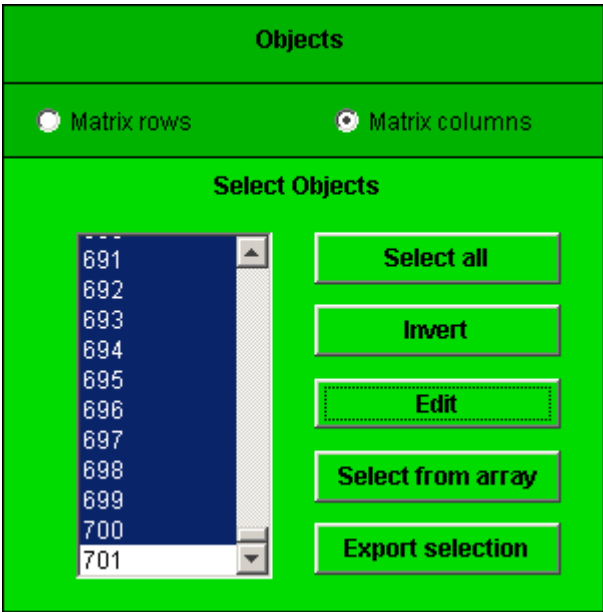 Objects
Matrix rows
Matrix columns
Select Objects
691
692
693
694
695
696
697
698
699
700
701
Select all
Invert
Edit
Select from array
Export selection